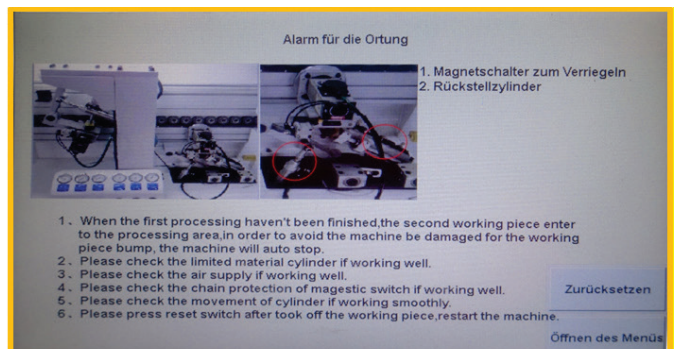 Alarm für die Ortung
1. Magnetschalter zum Verriegeln
2. Rückstellzylinder
1. When the first processing haven't been finished,the second working piece enter
to the processing area,in order to avoid the machine be damaged for the working
piece bump, the machine will auto stop.
2. Please check the limited material cylinder if working well.
3. Please check the air supply if working well.
4. Please check the chain protection of magestic switch if working well.
5. Please check the movement of cylinder if working smoothly.
6. Please press reset switch after took off the working piece,restart the machine.
Zurücksetzen
Öffnen des Menüs